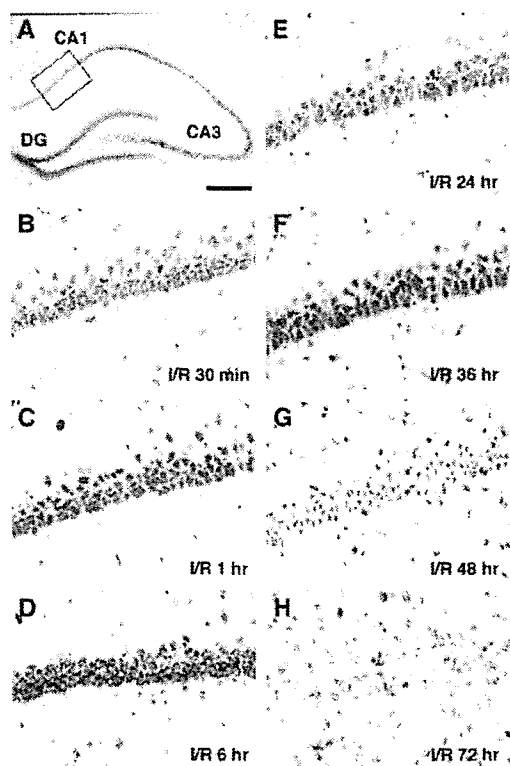 A
CA1
DG
CA3
B
I/R 30 min
C
I/R 1 hr
D
I/R 6 hr
E
I/R 24 hr
F
I/R 36 hr
G
I/R 48 hr
H
I/R 72 hr